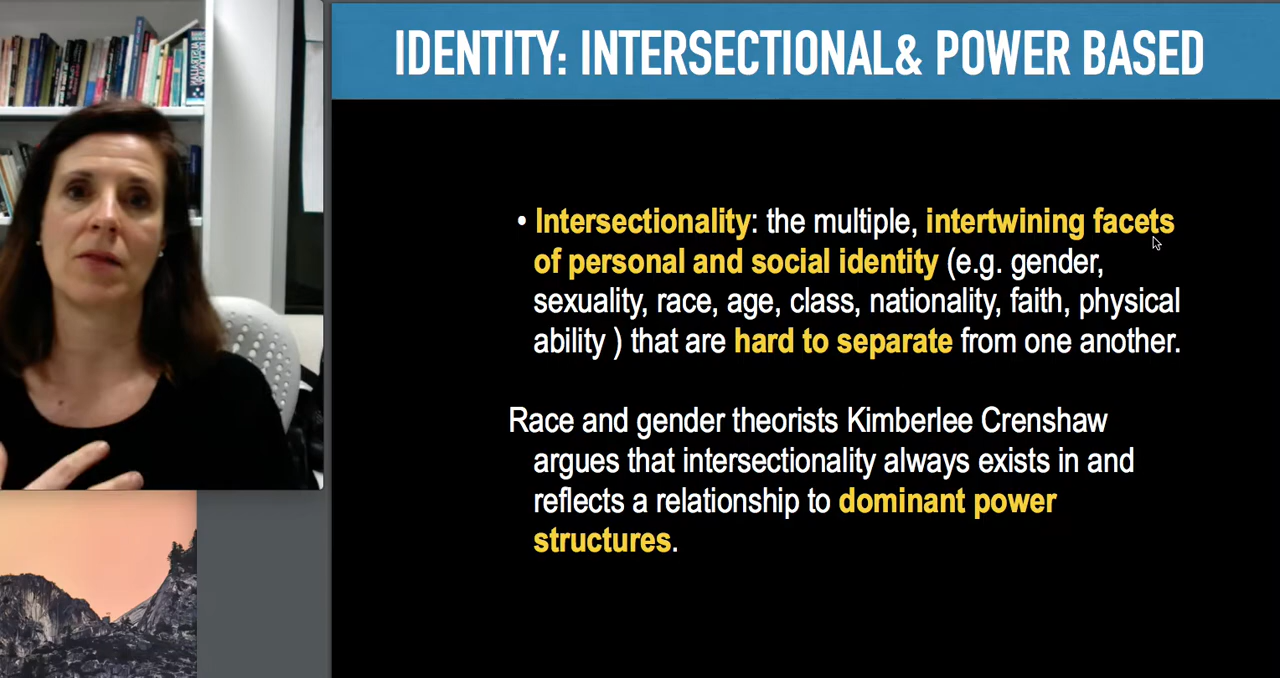 IDENTITY: INTERSECTIONAL& POWER BASED
• Intersectionality: the multiple, intertwining facets
of personal and social identity (e.g. gender,
sexuality, race, age, class, nationality, faith, physical
ability ) that are hard to separate from one another.
Race and gender theorists Kimberlee Crenshaw
argues that intersectionality always exists in and
reflects a relationship to dominant power
structures.